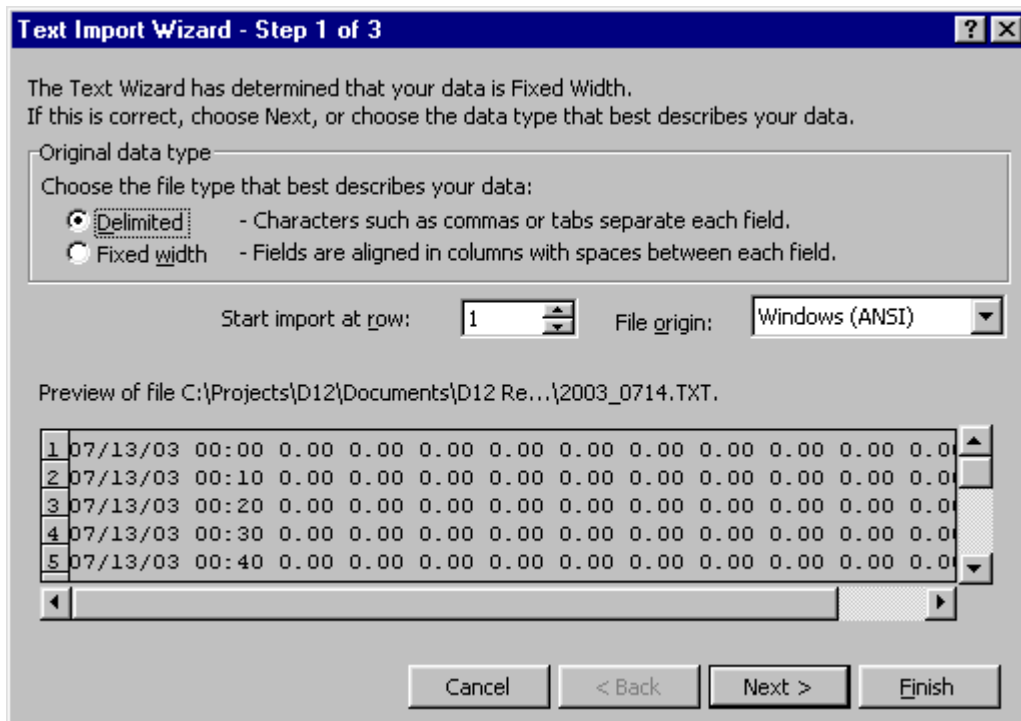 Text Import Wizard - Step 1 of 3
The Text Wizard has determined that your data is Fixed Width.
If this is correct, choose Next, or choose the data type that best describes your data.
Original data type
Choose the file type that best describes your data:
Delimited - Characters such as commas or tabs separate each field.
Fixed width - Fields are aligned in columns with spaces between each field.
Start import at row: 1 File origin: Windows (ANSI)
Preview of file C:\Projects\D12\Documents\D12 Re...\2003_0714.TXT.
1 07/13/03 00:00 0.00 0.00 0.00 0.00 0.00 0.00 0.00 0.00 0.00 0.0
2 07/13/03 00:10 0.00 0.00 0.00 0.00 0.00 0.00 0.00 0.00 0.00 0.0
3 07/13/03 00:20 0.00 0.00 0.00 0.00 0.00 0.00 0.00 0.00 0.00 0.0
4 07/13/03 00:30 0.00 0.00 0.00 0.00 0.00 0.00 0.00 0.00 0.00 0.0
5 07/13/03 00:40 0.00 0.00 0.00 0.00 0.00 0.00 0.00 0.00 0.00 0.0
Cancel < Back Next > Finish